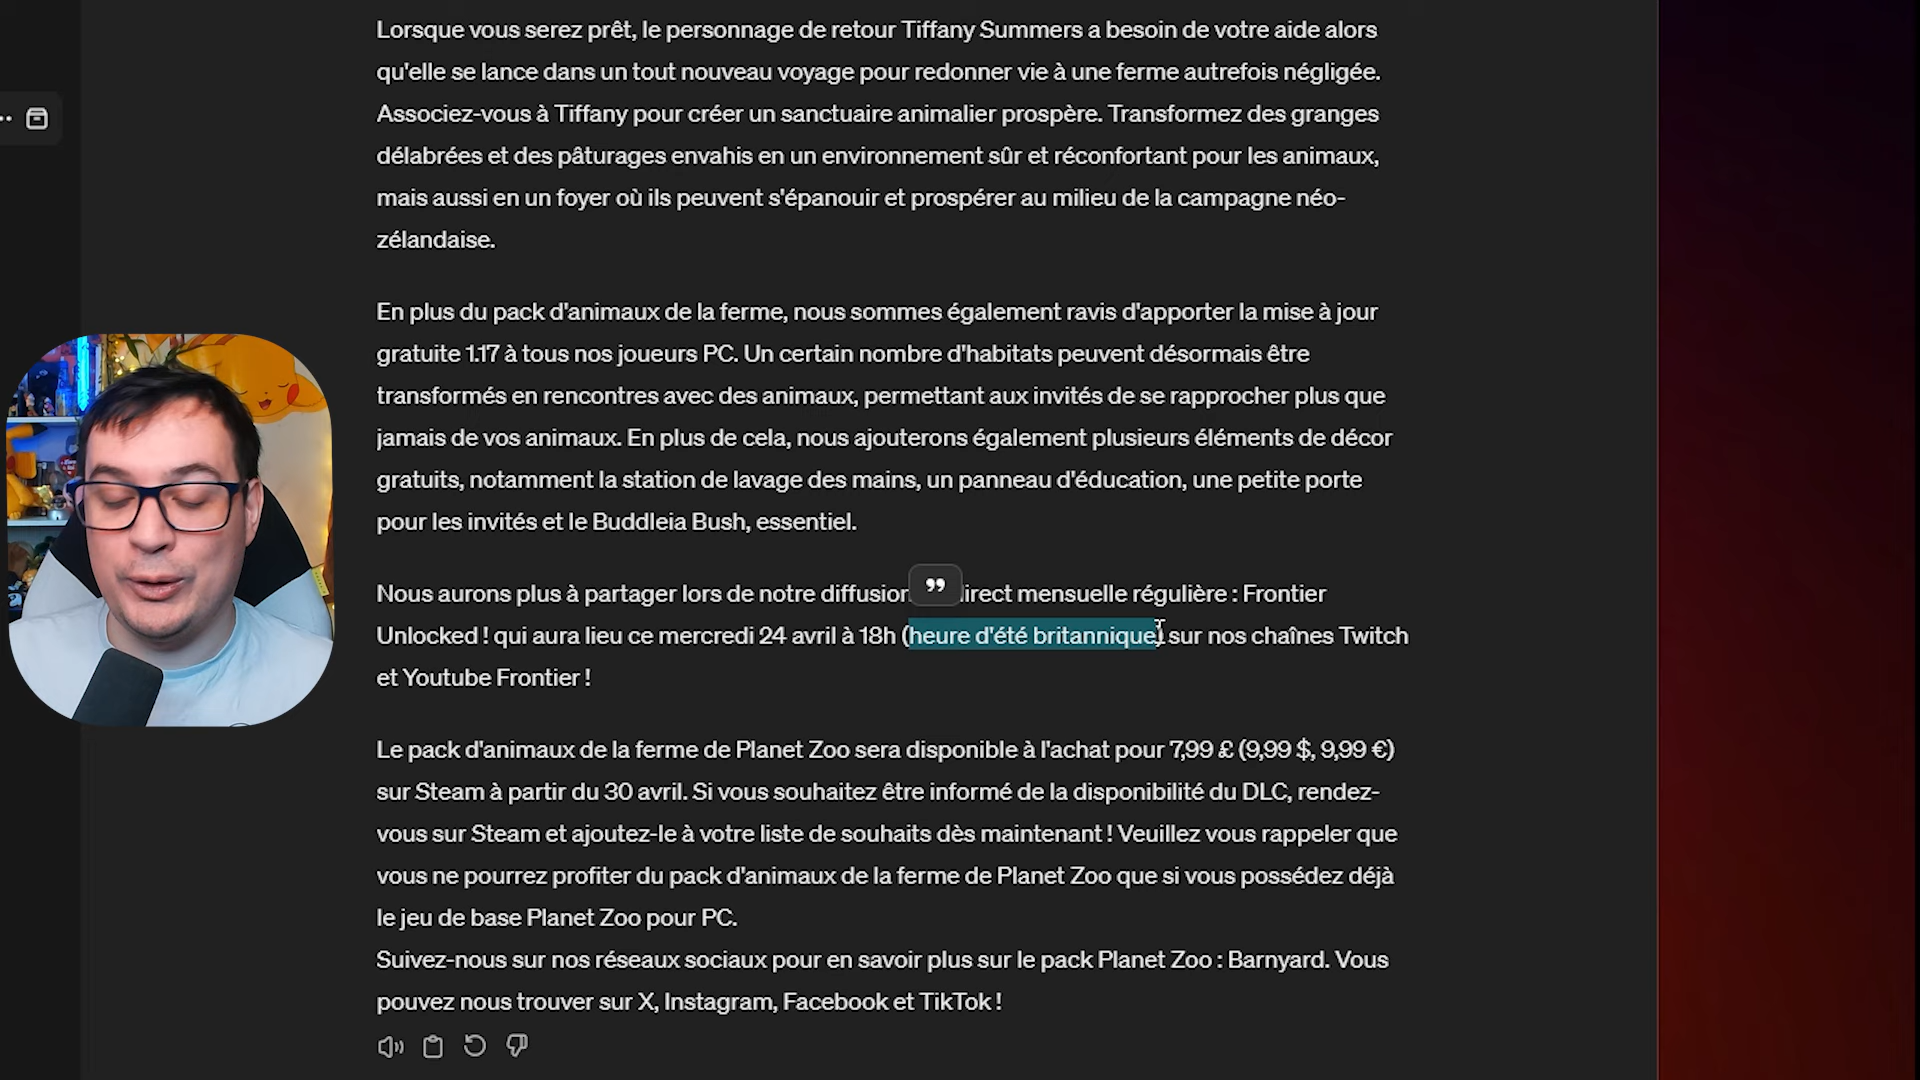 Lorsque vous serez prêt, le personnage de retour Tiffany Summers a besoin de votre aide alors
qu'elle se lance dans un tout nouveau voyage pour redonner vie à une ferme autrefois négligée.
Associez-vous à Tiffany pour créer un sanctuaire animalier prospère. Transformez des granges
délabrées et des pâturages envahis en un environnement sûr et réconfortant pour les animaux,
mais aussi en un foyer où ils peuvent s'épanouir et prospérer au milieu de la campagne néo-
zélandaise.
En plus du pack d'animaux de la ferme, nous sommes également ravis d'apporter la mise à jour
gratuite 1.17 à tous nos joueurs PC. Un certain nombre d'habitats peuvent désormais être
transformés en rencontres avec des animaux, permettant aux invités de se rapprocher plus que
jamais de vos animaux. En plus de cela, nous ajouterons également plusieurs éléments de décor
gratuits, notamment la station de lavage des mains, un panneau d'éducation, une petite porte
pour les invités et le Buddleia Bush, essentiel.
Nous aurons plus à partager lors de notre diffusion direct mensuelle régulière : Frontier
Unlocked ! qui aura lieu ce mercredi 24 avril à 18h (heure d'été britannique) sur nos chaînes Twitch
et Youtube Frontier !
Le pack d'animaux de la ferme de Planet Zoo sera disponible à l'achat pour 7,99 £ (9,99 $, 9,99 €)
sur Steam à partir du 30 avril. Si vous souhaitez être informé de la disponibilité du DLC, rendez-
vous sur Steam et ajoutez-le à votre liste de souhaits dès maintenant ! Veuillez vous rappeler que
vous ne pourrez profiter du pack d'animaux de la ferme de Planet Zoo que si vous possédez déjà
le jeu de base Planet Zoo pour PC.
Suivez-nous sur nos réseaux sociaux pour en savoir plus sur le pack Planet Zoo : Barnyard. Vous
pouvez nous trouver sur X, Instagram, Facebook et TikTok !